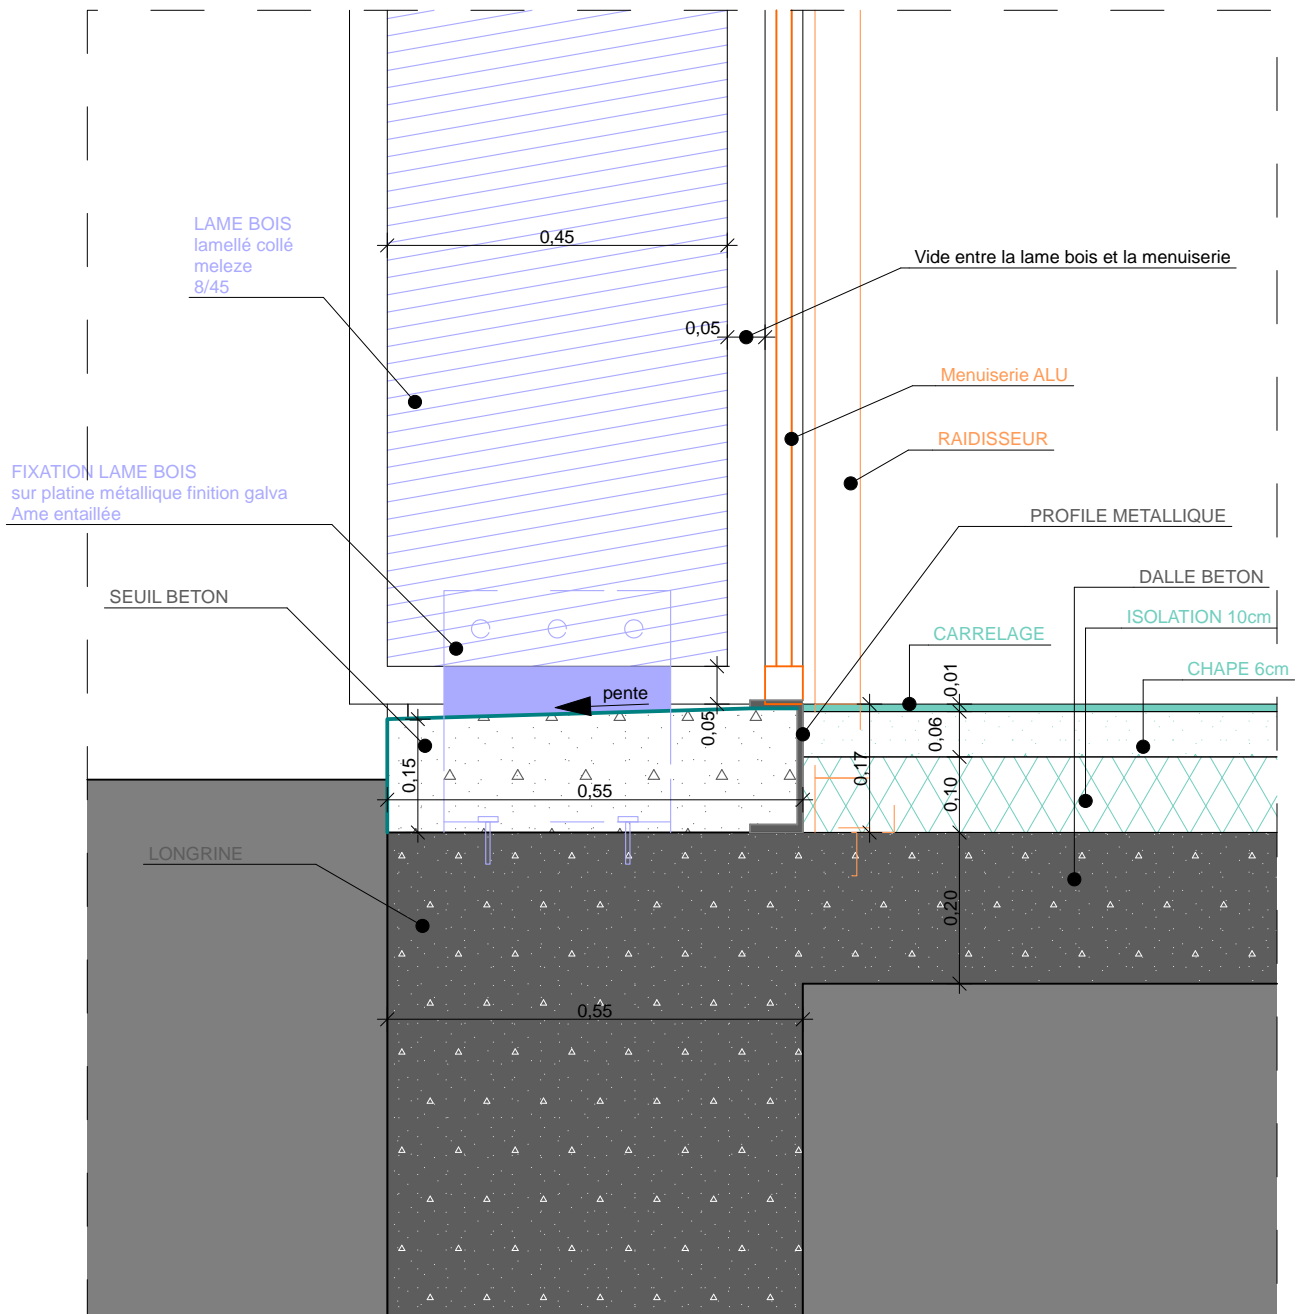 LAME BOIS
lamellé collé
meleze
8/45
0,45
Vide entre la lame bois et la menuiserie
0,05
Menuiserie ALU
RAIDISSEUR
FIXATION LAME BOIS
sur platine métallique finition galva
Ame entaillée
PROFILE METALLIQUE
DALLE BETON
SEUIL BETON
ISOLATION 10cm
CARRELAGE
CHAPE 6cm
pente
0,01
0,05
0,06
0,15
0,17
0,55
0,10
LONGRINE
0,20
0,55